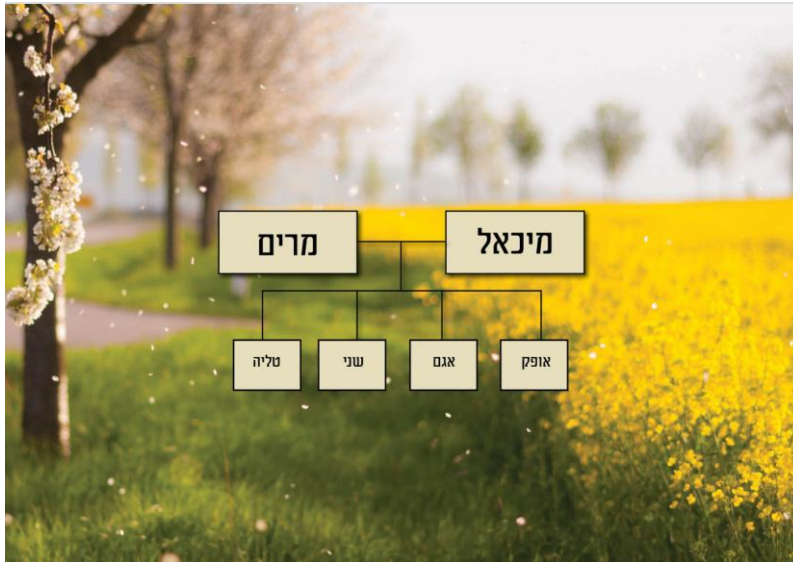 מיכאל
מרים
אופק
אגם
שני
טליה